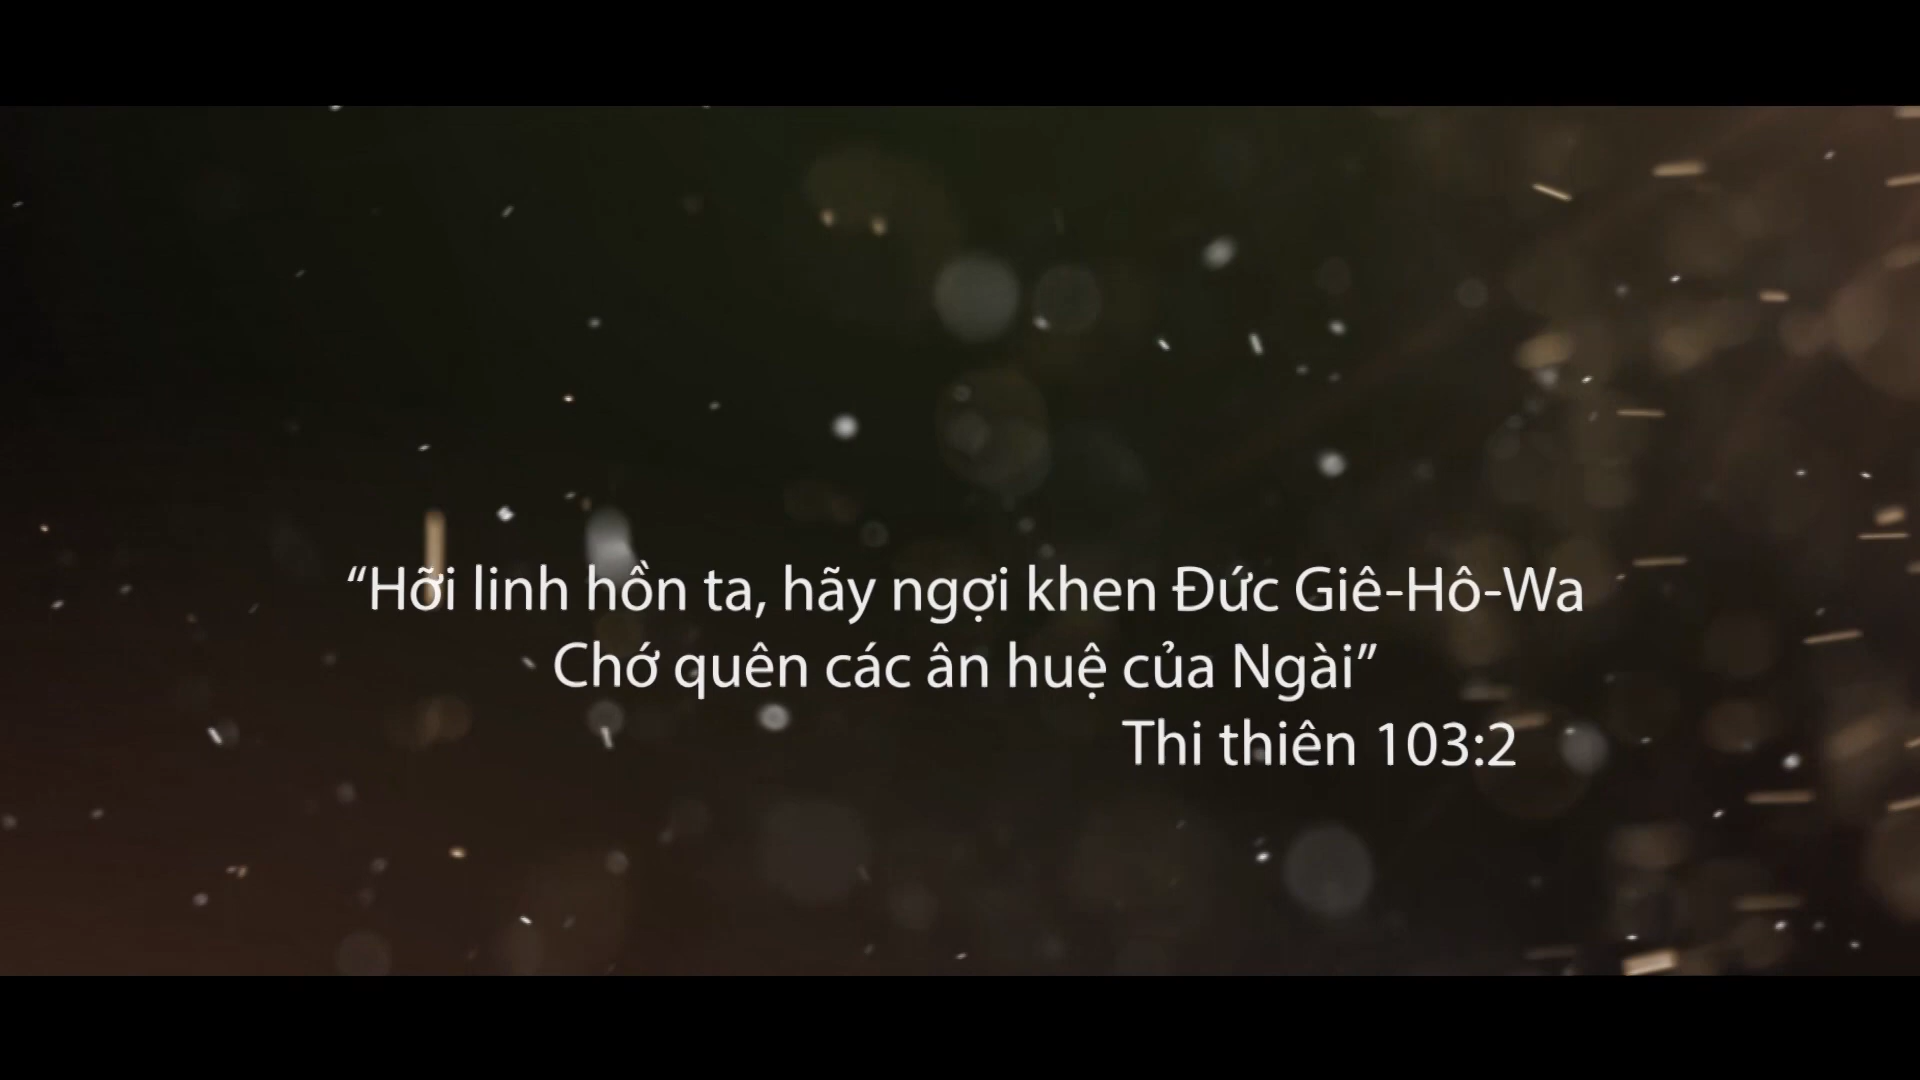 “Hỡi linh hồn ta, hãy ngợi khen Đức Giê-Hô-Wa
Chớ quên các ân huệ của Ngài”
Thi thiên 103:2